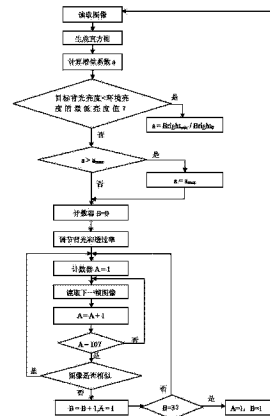 读取图像
生成直方图
计算增益系数 a
目标背光亮度<环境亮
度的最低亮度值？
是
否
a > a_max
是
a = a_max
否
计数器 B=0
调节背光和透过率
计数器 A=1
读取下一帧图像
A=A+1
A=10?
否
是
图像是否相似
是
否
B=B+1,A=1
B=3?
否
是
A=1, B=1